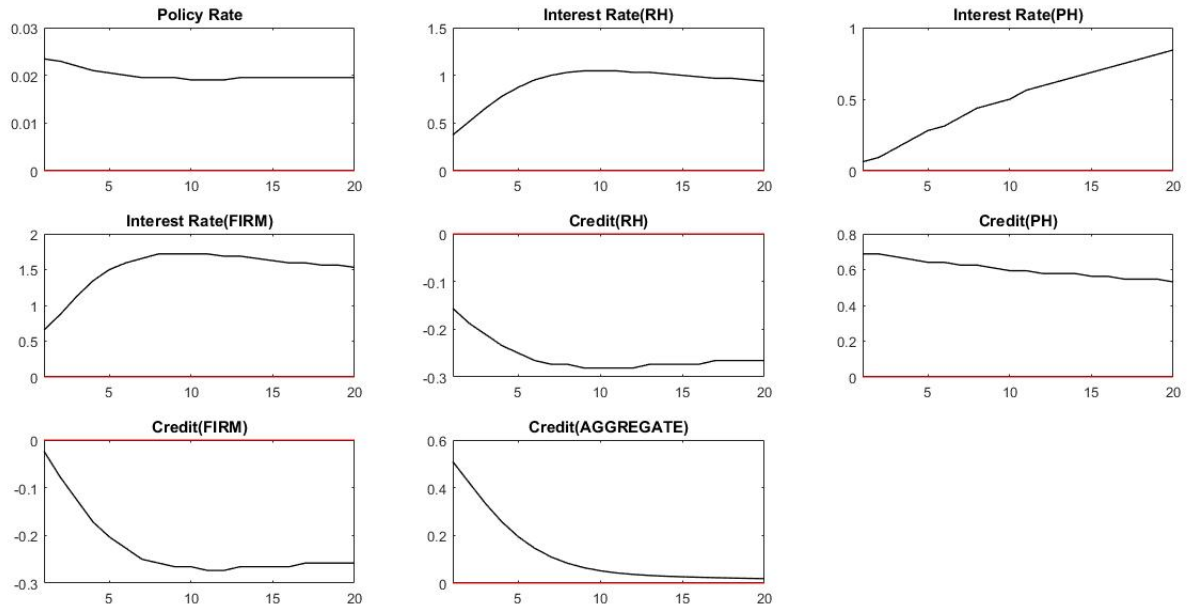 Policy Rate
0.03
0.02
0.01
0
5 10 15 20
Interest Rate(RH)
1.5
1
0.5
0
5 10 15 20
Interest Rate(PH)
1
0.5
0
5 10 15 20
Interest Rate(FIRM)
2
1.5
1
0.5
0
5 10 15 20
Credit(RH)
0
-0.1
-0.2
-0.3
5 10 15 20
Credit(PH)
0.8
0.6
0.4
0.2
0
5 10 15 20
Credit(FIRM)
0
-0.1
-0.2
-0.3
5 10 15 20
Credit(AGGREGATE)
0.6
0.4
0.2
0
5 10 15 20